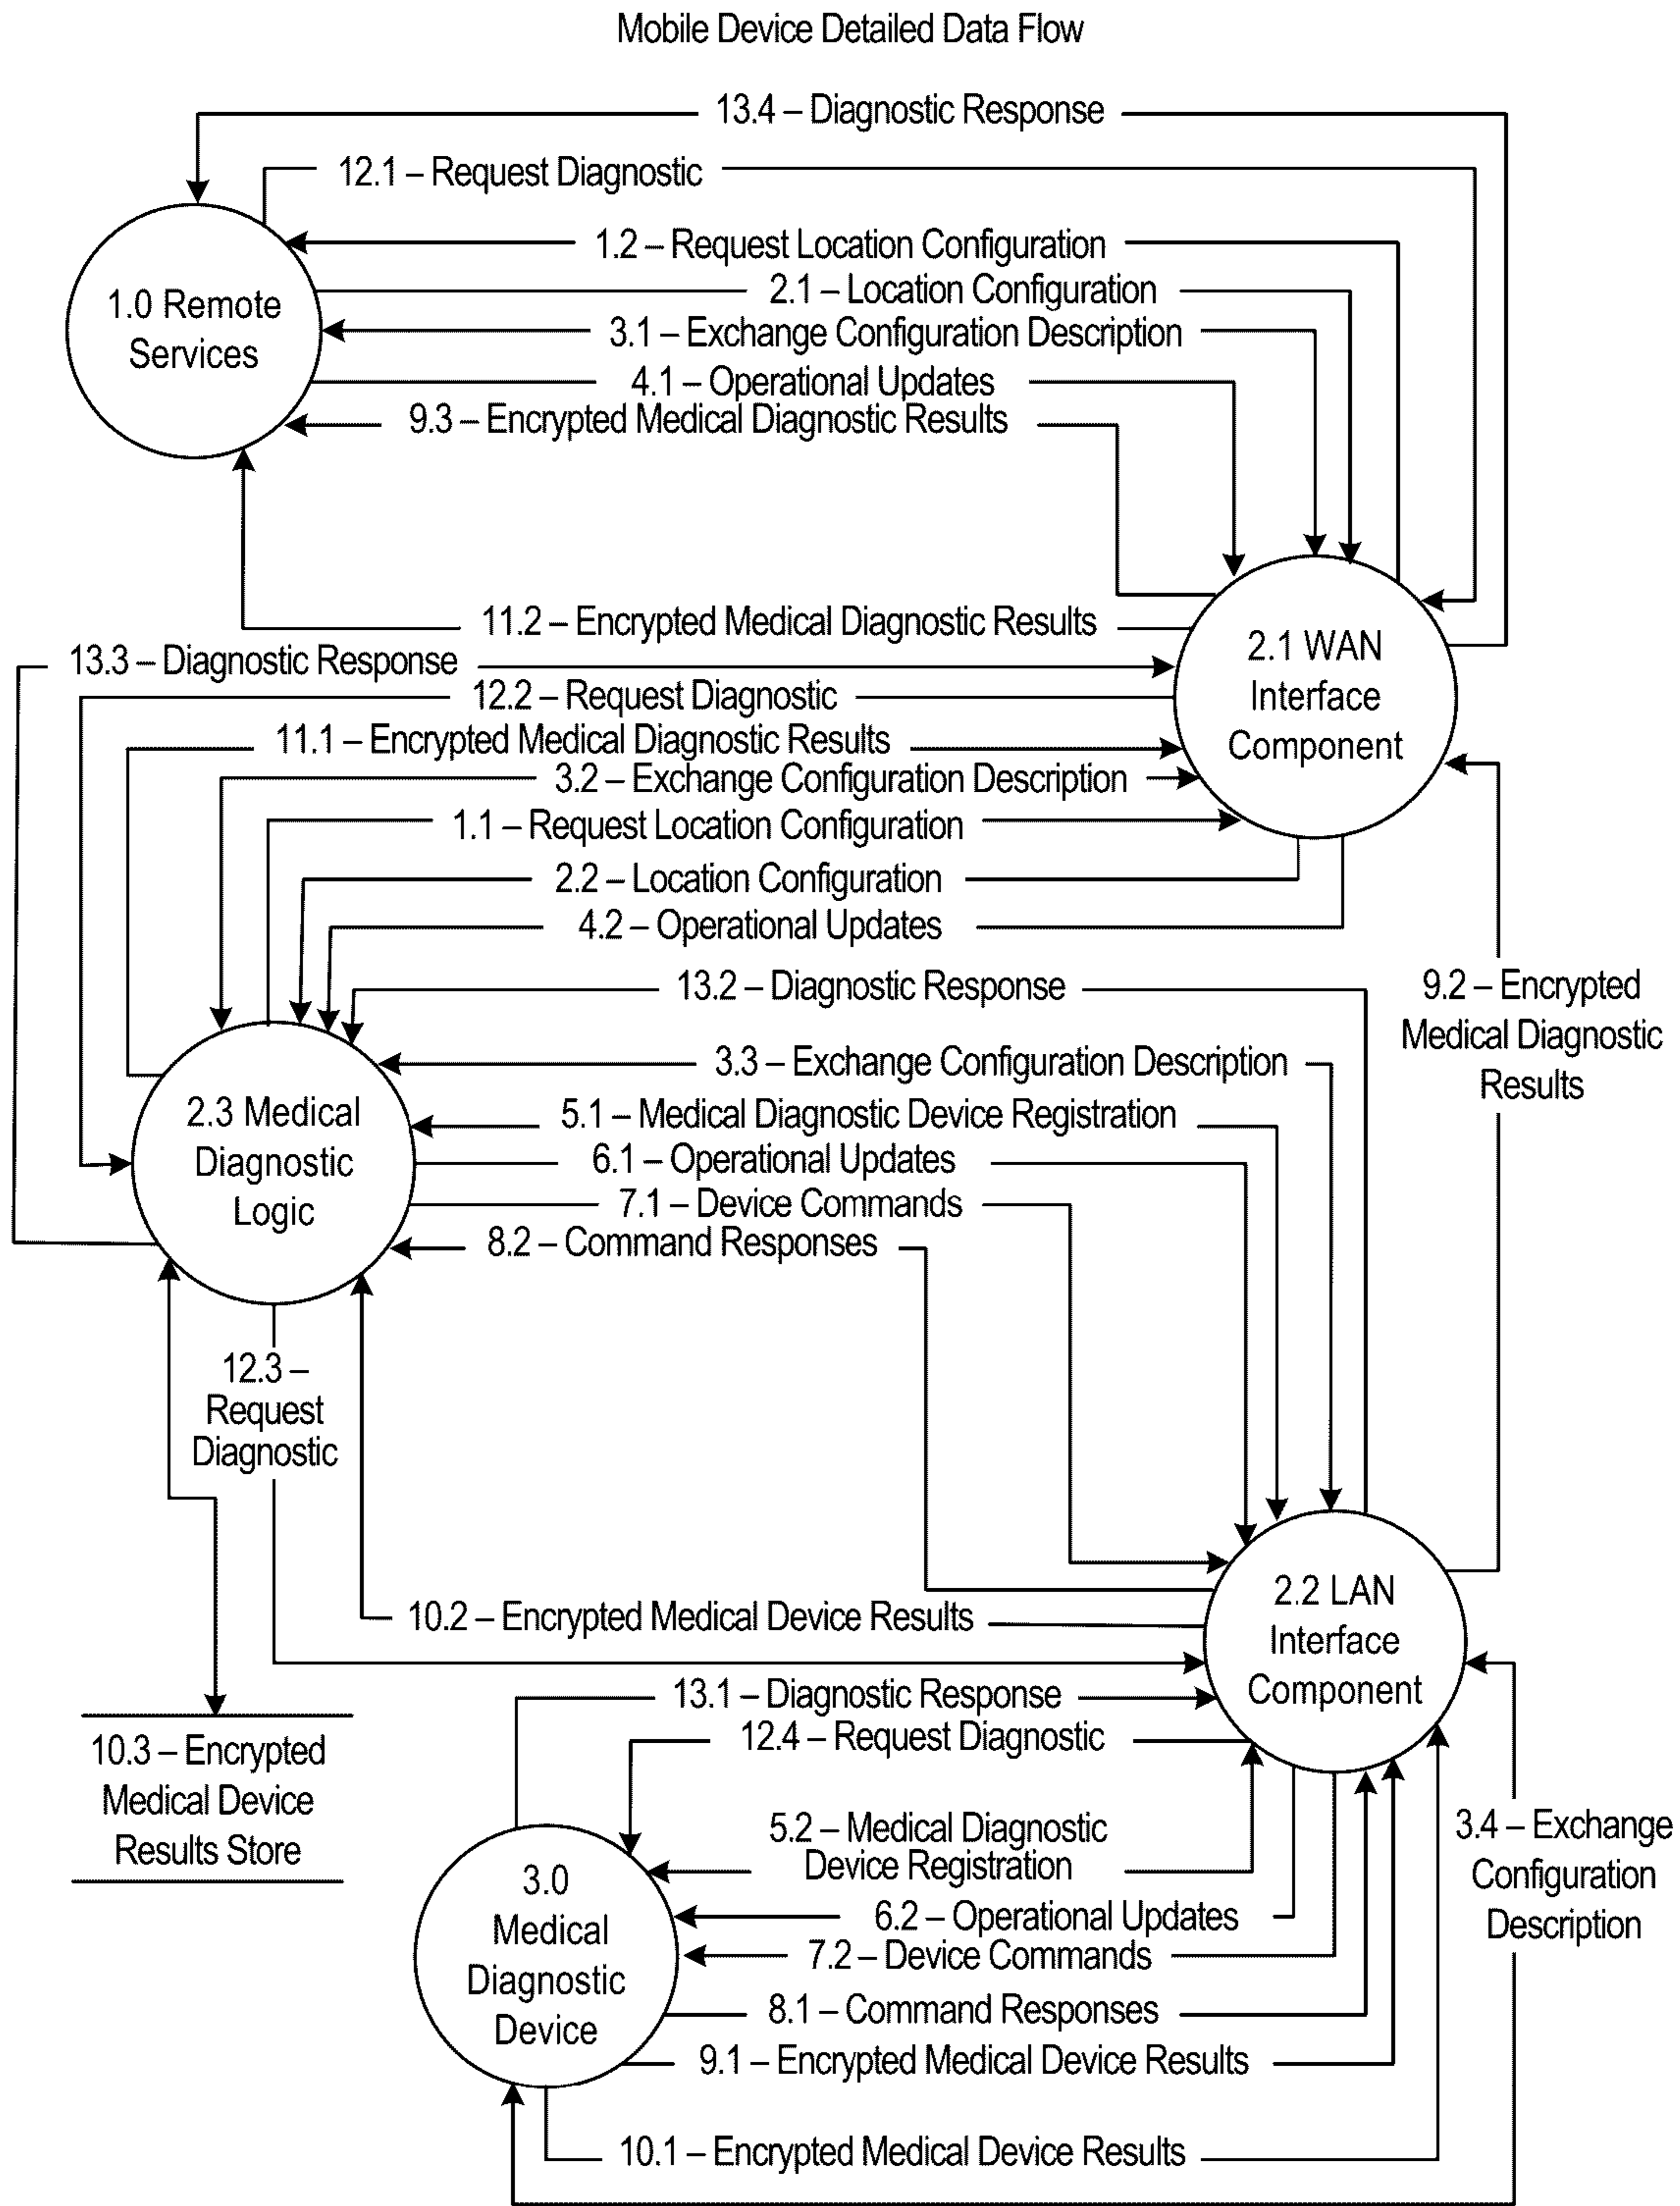 Mobile Device Detailed Data Flow
13.4 – Diagnostic Response
12.1 – Request Diagnostic
1.2 – Request Location Configuration
2.1 – Location Configuration
3.1 – Exchange Configuration Description
4.1 – Operational Updates
9.3 – Encrypted Medical Diagnostic Results
1.0 Remote
Services
11.2 – Encrypted Medical Diagnostic Results
13.3 – Diagnostic Response
12.2 – Request Diagnostic
11.1 – Encrypted Medical Diagnostic Results
3.2 – Exchange Configuration Description
1.1 – Request Location Configuration
2.2 – Location Configuration
4.2 – Operational Updates
2.1 WAN
Interface
Component
13.2 – Diagnostic Response
9.2 – Encrypted
Medical Diagnostic
Results
3.3 – Exchange Configuration Description
5.1 – Medical Diagnostic Device Registration
6.1 – Operational Updates
7.1 – Device Commands
8.2 – Command Responses
2.3 Medical
Diagnostic
Logic
12.3 –
Request
Diagnostic
10.2 – Encrypted Medical Device Results
2.2 LAN
Interface
Component
13.1 – Diagnostic Response
12.4 – Request Diagnostic
10.3 – Encrypted
Medical Device
Results Store
5.2 – Medical Diagnostic
Device Registration
6.2 – Operational Updates
7.2 – Device Commands
8.1 – Command Responses
9.1 – Encrypted Medical Device Results
3.0
Medical
Diagnostic
Device
3.4 – Exchange
Configuration
Description
10.1 – Encrypted Medical Device Results